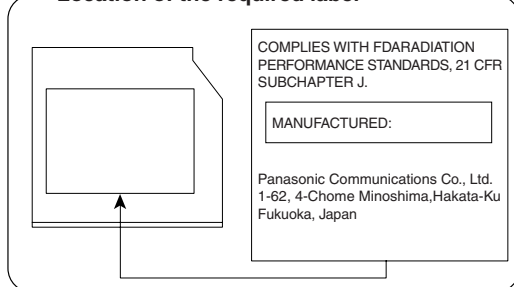 Location of the required label
COMPLIES WITH FDARADIATION
PERFORMANCE STANDARDS, 21 CFR
SUBCHAPTER J.
MANUFACTURED:
Panasonic Communications Co., Ltd.
1-62, 4-Chome Minoshima,Hakata-Ku
Fukuoka, Japan